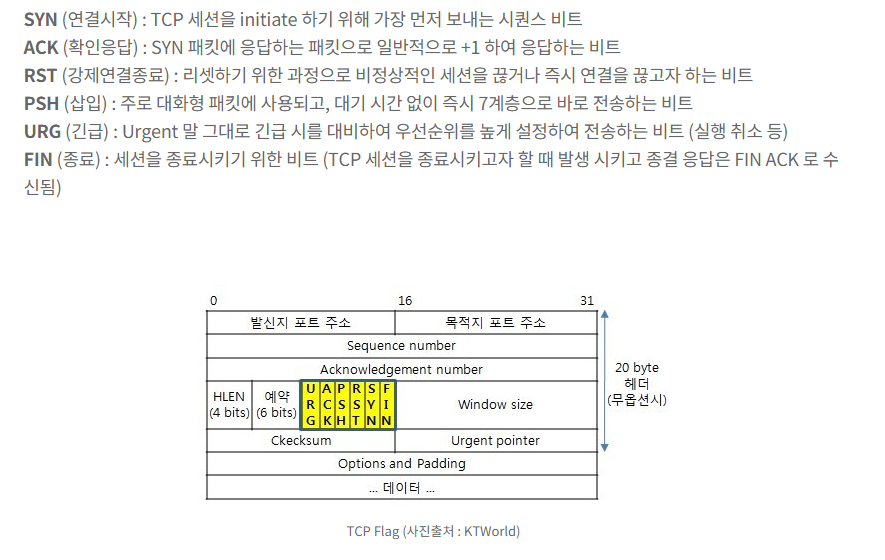 SYN (연결시작) : TCP 세션을 initiate 하기 위해 가장 먼저 보내는 시퀀스 비트
ACK (확인응답) : SYN 패킷에 응답하는 패킷으로 일반적으로 +1 하여 응답하는 비트
RST (강제연결종료) : 리셋하기 위한 과정으로 비정상적인 세션을 끊거나 즉시 연결을 끊고자 하는 비트
PSH (삽입) : 주로 대화형 패킷에 사용되고, 대기 시간 없이 즉시 7계층으로 바로 전송하는 비트
URG (긴급) : Urgent 말 그대로 긴급 시를 대비하여 우선순위를 높게 설정하여 전송하는 비트 (실행 취소 등)
FIN (종료) : 세션을 종료시키기 위한 비트 (TCP 세션을 종료시키고자 할 때 발생 시키고 종결 응답은 FIN ACK 로 수
신됨)
0 16 31
발신지 포트 주소 목적지 포트 주소
Sequence number
Acknowledgement number
HLEN
(4 bits)
예약
(6 bits)
URG ACK PSH RST SYN FIN
Window size
Ckecksum Urgent pointer
Options and Padding
... 데이터 ...
20 byte
헤더
(무옵션시)
TCP Flag (사진출처 : KTWorld)